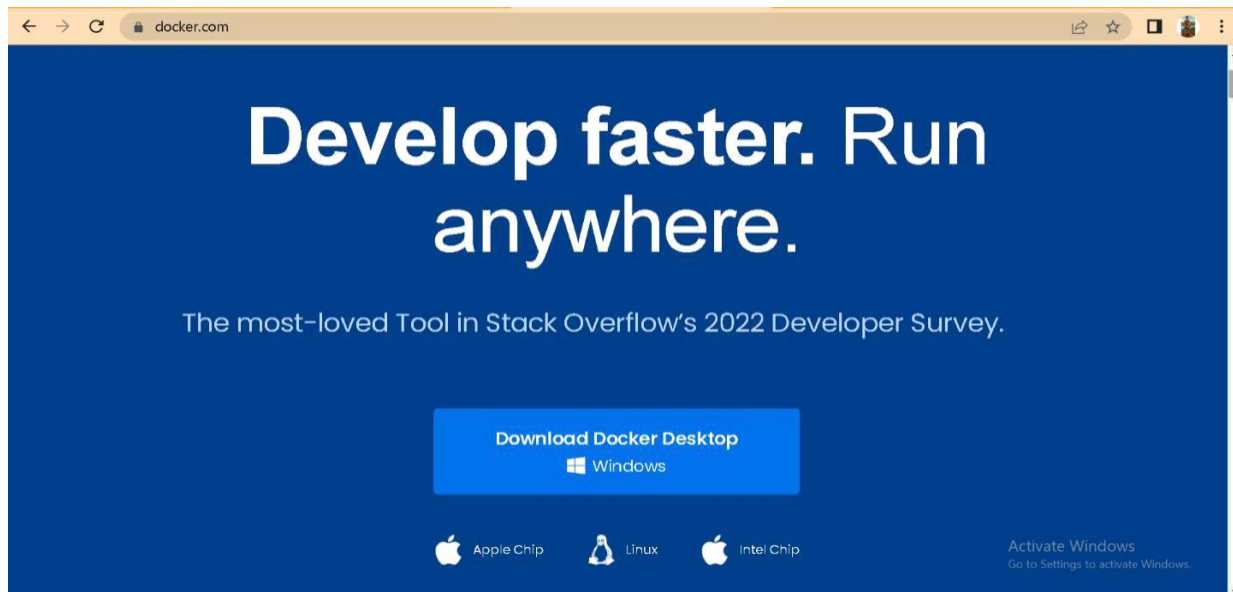 docker.com
Develop faster. Run
anywhere.
The most-loved Tool in Stack Overflow's 2022 Developer Survey.
Download Docker Desktop
Windows
Apple Chip Linux Intel Chip
Activate Windows
Go to Settings to activate Windows.